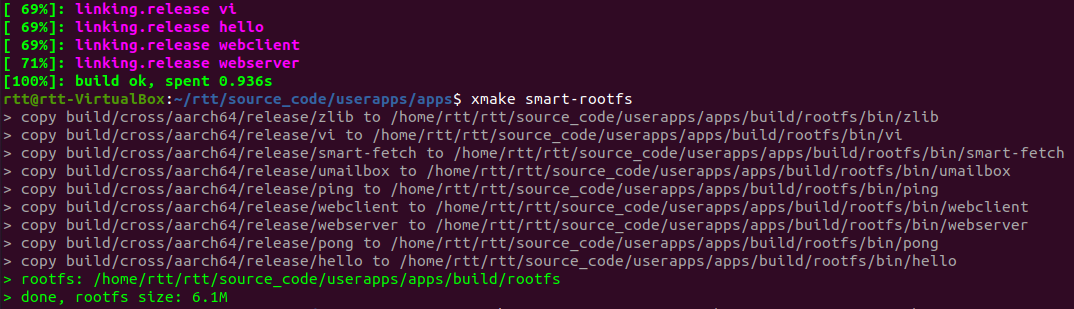 [ 69%]: linking.release vi
[ 69%]: linking.release hello
[ 69%]: linking.release webclient
[ 71%]: linking.release webserver
[100%]: build ok, spent 0.936s
rtt@rtt-VirtualBox:~/rtt/source_code/userapps/apps$ xmake smart-rootfs
> copy build/cross/aarch64/release/zlib to /home/rtt/rtt/source_code/userapps/apps/build/rootfs/bin/zlib
> copy build/cross/aarch64/release/vi to /home/rtt/rtt/source_code/userapps/apps/build/rootfs/bin/vi
> copy build/cross/aarch64/release/smart-fetch to /home/rtt/rtt/source_code/userapps/apps/build/rootfs/bin/smart-fetch
> copy build/cross/aarch64/release/umailbox to /home/rtt/rtt/source_code/userapps/apps/build/rootfs/bin/umailbox
> copy build/cross/aarch64/release/ping to /home/rtt/rtt/source_code/userapps/apps/build/rootfs/bin/ping
> copy build/cross/aarch64/release/webclient to /home/rtt/rtt/source_code/userapps/apps/build/rootfs/bin/webclient
> copy build/cross/aarch64/release/webserver to /home/rtt/rtt/source_code/userapps/apps/build/rootfs/bin/webserver
> copy build/cross/aarch64/release/pong to /home/rtt/rtt/source_code/userapps/apps/build/rootfs/bin/pong
> copy build/cross/aarch64/release/hello to /home/rtt/rtt/source_code/userapps/apps/build/rootfs/bin/hello
> rootfs: /home/rtt/rtt/source_code/userapps/apps/build/rootfs
> done, rootfs size: 6.1M